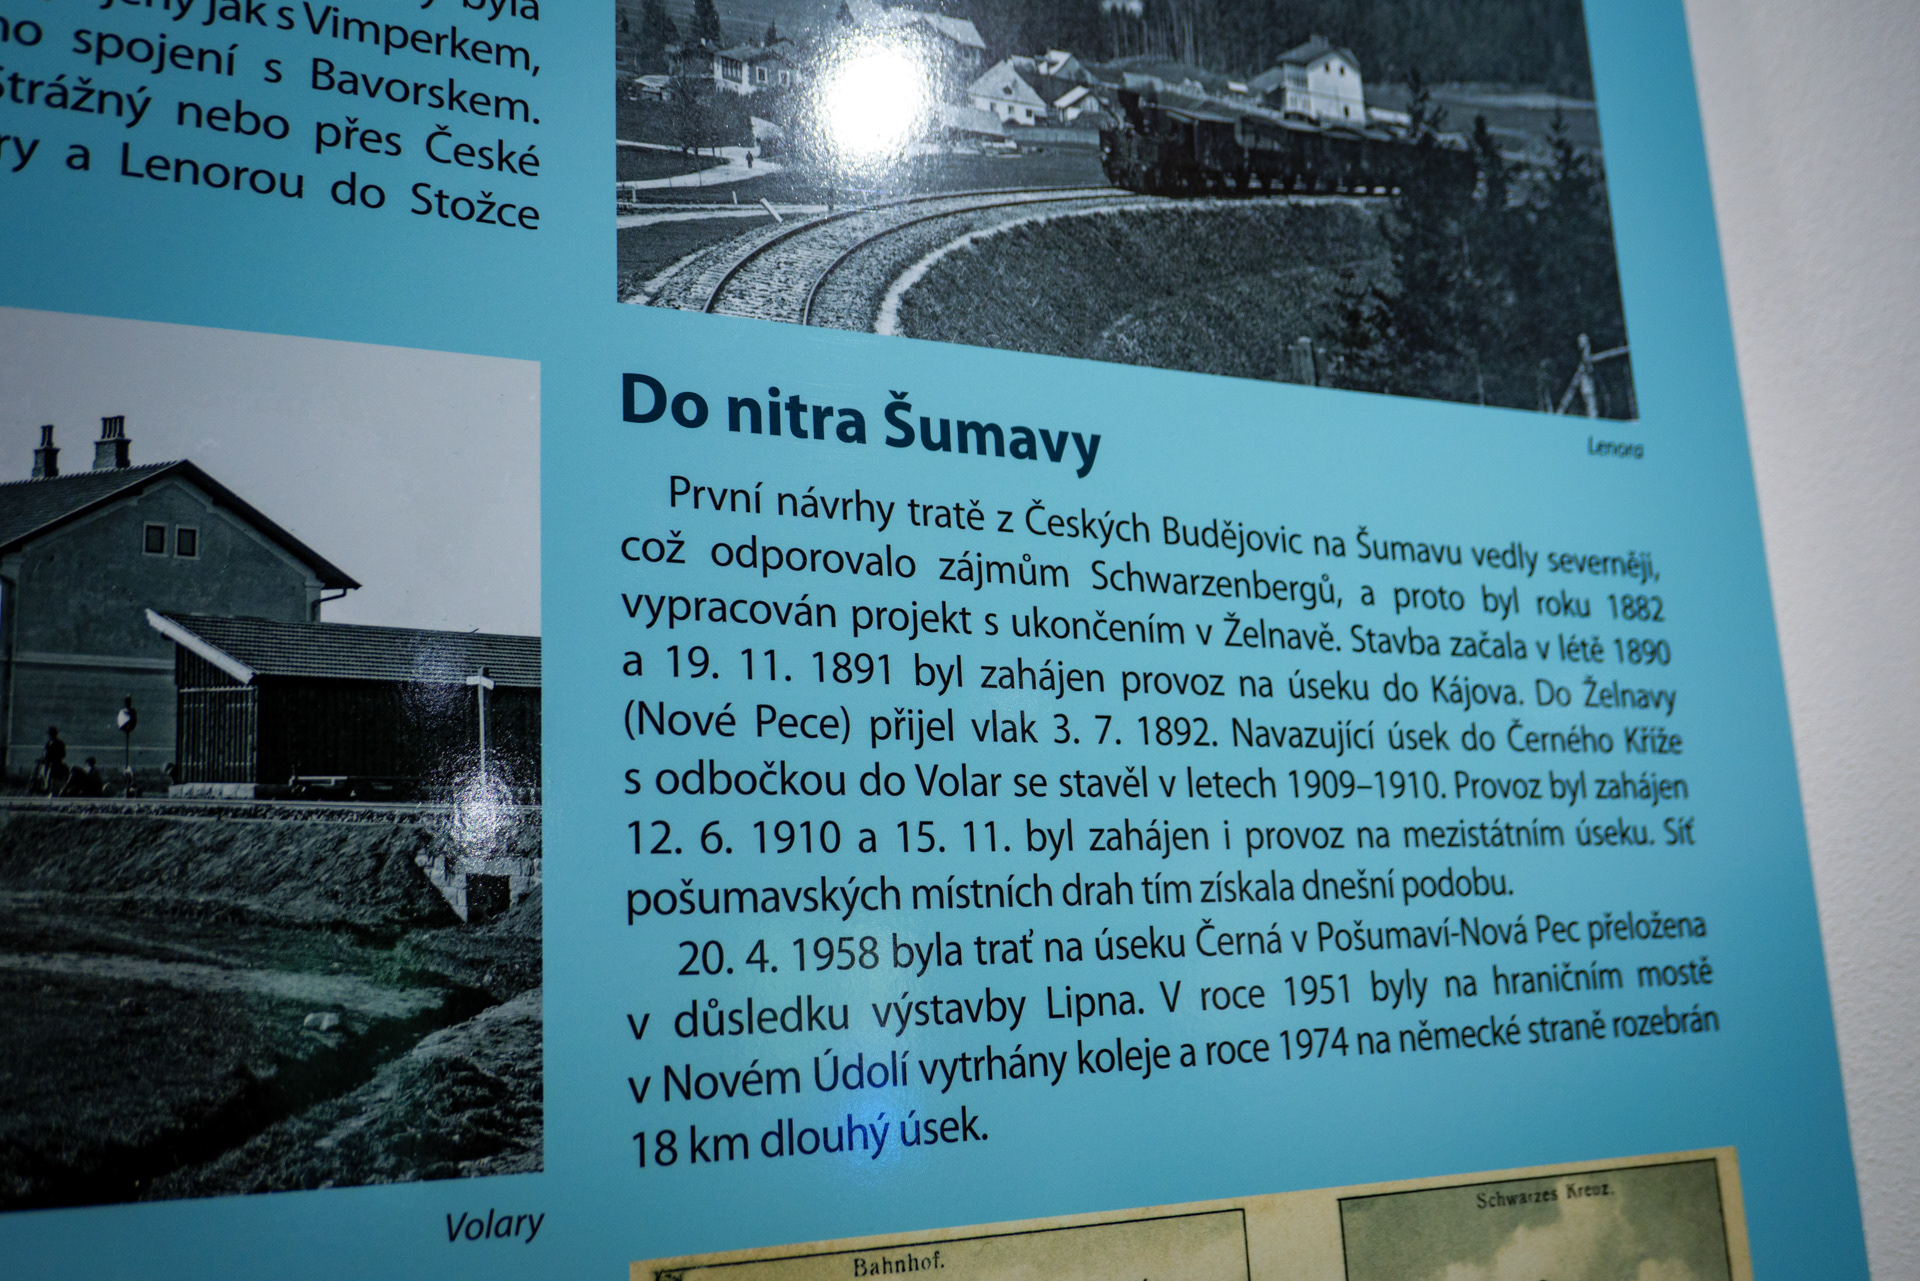 byla
jak s Vimperkem,
spojení s Bavorskem.
Strážný nebo přes České
a Lenorou do Stožce
Lenora
Do nitra Šumavy
První návrhy tratě z Českých Budějovic na Šumavu vedly severněji,
což odporovalo zájmům Schwarzenbergů, a proto byl roku 1882
vypracován projekt s ukončením v Želnavě. Stavba začala v létě 1890
a 19. 11. 1891 byl zahájen provoz na úseku do Kájova. Do Želnavy
(Nové Pece) přijel vlak 3. 7. 1892. Navazující úsek do Černého Kříže
s odbočkou do Volar se stavěl v letech 1909–1910. Provoz byl zahájen
12. 6. 1910 a 15. 11. byl zahájen i provoz na mezistátním úseku. Síť
pošumavských místních drah tím získala dnešní podobu.
20. 4. 1958 byla trať na úseku Černá v Pošumaví-Nová Pec přeložena
v důsledku výstavby Lipna. V roce 1951 byly na hraničním mostě
v Novém Údolí vytrhány koleje a roce 1974 na německé straně rozebrán
18 km dlouhý úsek.
Volary
Bahnhof.
Schwarzes Kreuz.